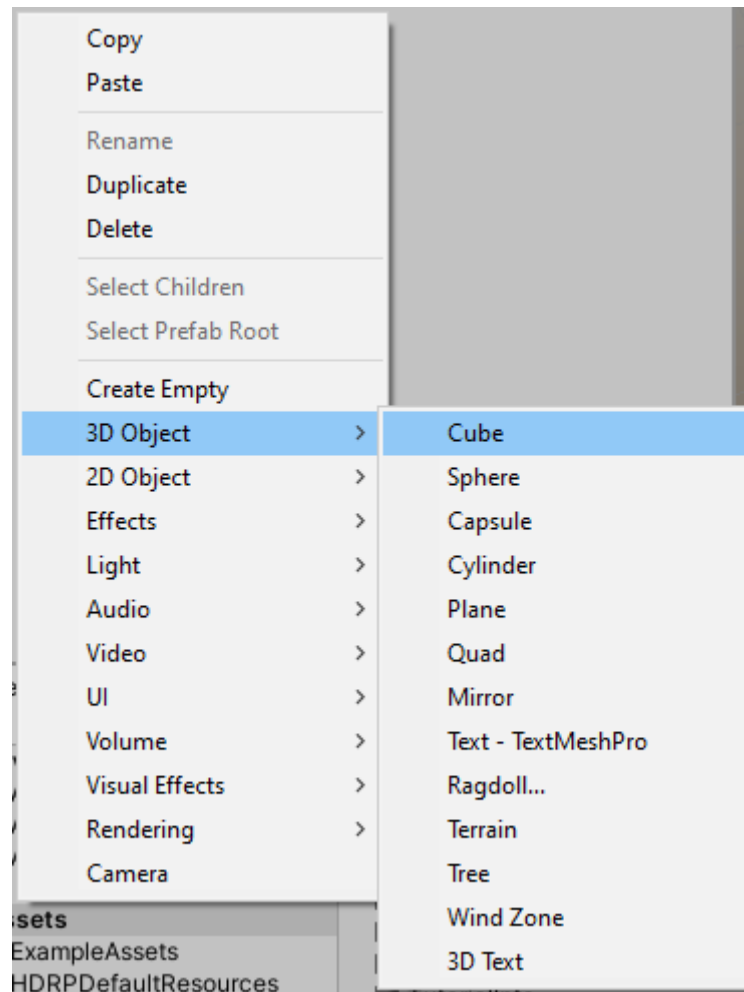 Copy
Paste
Rename
Duplicate
Delete
Select Children
Select Prefab Root
Create Empty
3D Object
2D Object
Effects
Light
Audio
Video
UI
Volume
Visual Effects
Rendering
Camera
Cube
Sphere
Capsule
Cylinder
Plane
Quad
Mirror
Text - TextMeshPro
Ragdoll...
Terrain
Tree
Wind Zone
3D Text
ssets
ExampleAssets
HDRPDefaultResources